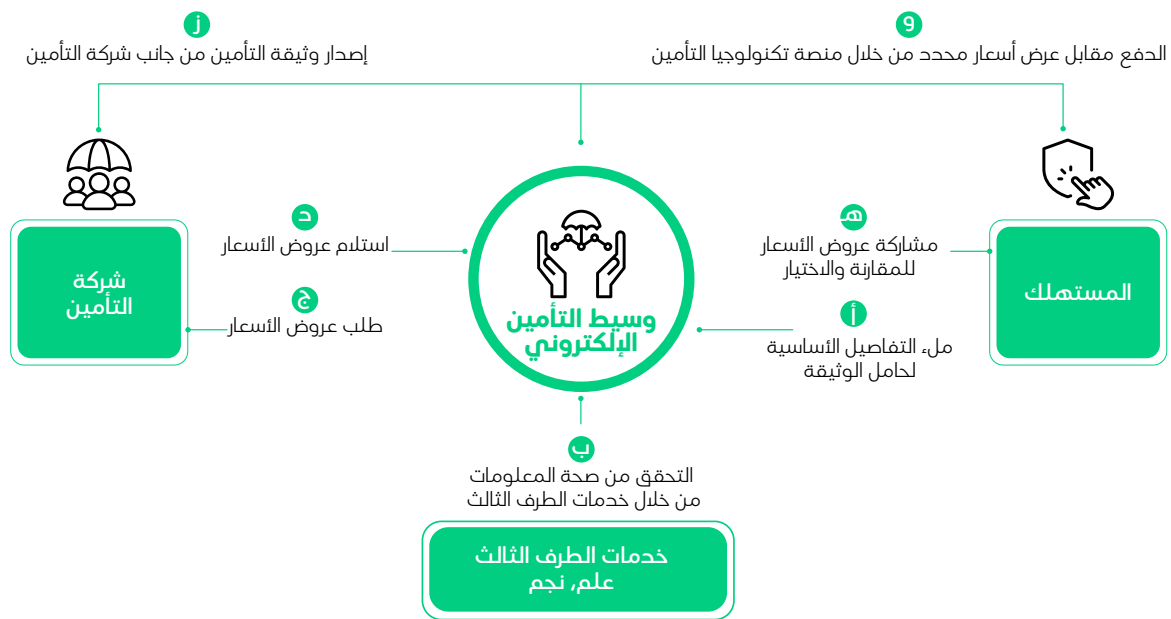 و
الدفع مقابل عرض أسعار محدد من خلال منصة تكنولوجيا التأمين
ز
إصدار وثيقة التأمين من جانب شركة التأمين
المستهلك
هـ
مشاركة عروض الأسعار
للمقارنة والاختيار
أ
ملء التفاصيل الأساسية
لحامل الوثيقة
وسيط التأمين
الإلكتروني
د
استلام عروض الأسعار
ج
طلب عروض الأسعار
شركة
التأمين
ب
التحقق من صحة المعلومات
من خلال خدمات الطرف الثالث
خدمات الطرف الثالث
علم, نجم